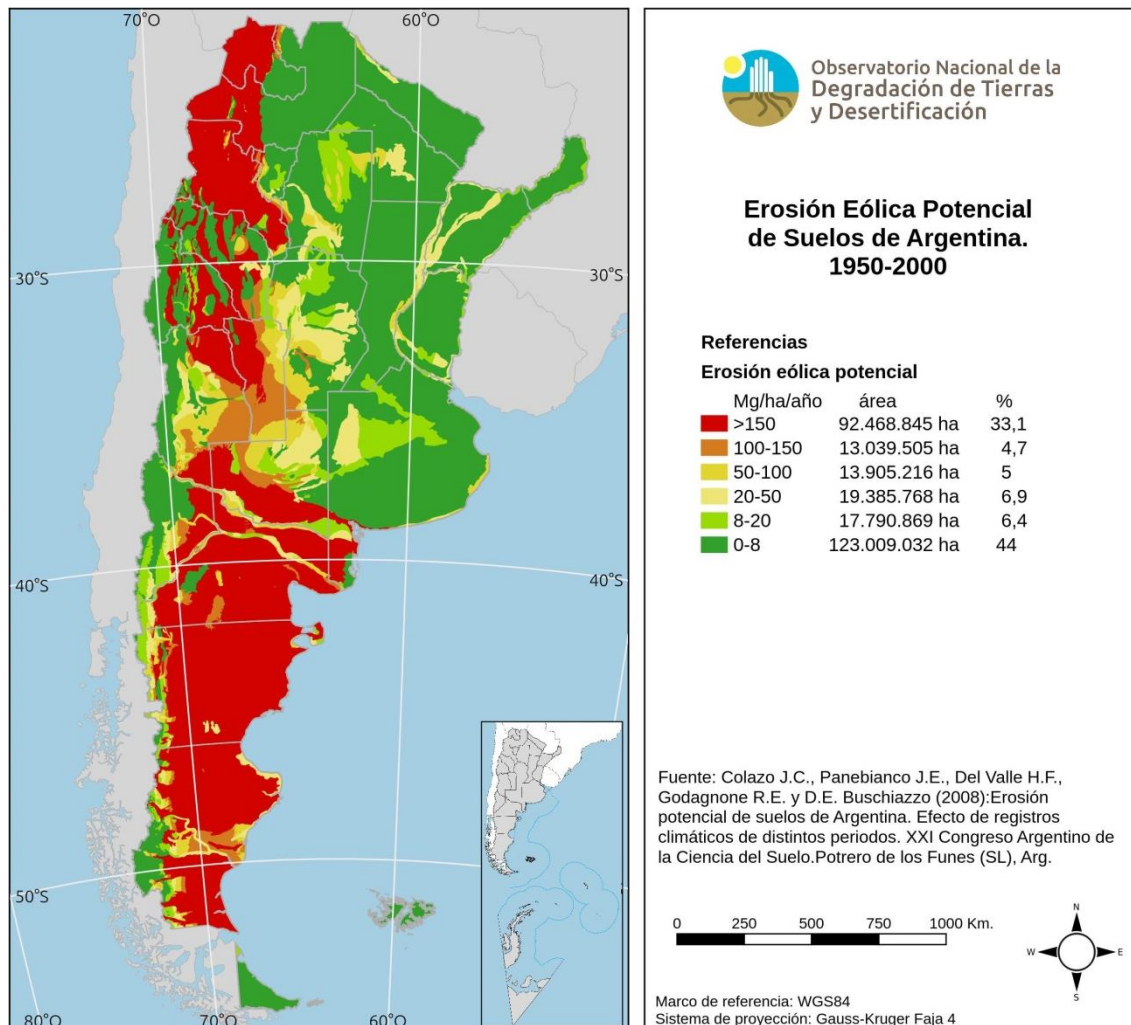 70°O
60°O
30°S
30°S
40°S
40°S
50°S
80°O
70°O
60°O
Observatorio Nacional de la
Degradación de Tierras
y Desertificación
Erosión Eólica Potencial
de Suelos de Argentina.
1950-2000
Referencias
Erosión eólica potencial
Mg/ha/año área %
>150 92.468.845 ha 33,1
100-150 13.039.505 ha 4,7
50-100 13.905.216 ha 5
20-50 19.385.768 ha 6,9
8-20 17.790.869 ha 6,4
0-8 123.009.032 ha 44
Fuente: Colazo J.C., Panebianco J.E., Del Valle H.F.,
Godagnone R.E. y D.E. Buschiazzo (2008):Erosión
potencial de suelos de Argentina. Efecto de registros
climáticos de distintos periodos. XXI Congreso Argentino de
la Ciencia del Suelo.Potrero de los Funes (SL), Arg.
0 250 500 750 1000 Km.
N
W E
S
Marco de referencia: WGS84
Sistema de proyección: Gauss-Kruger Faja 4